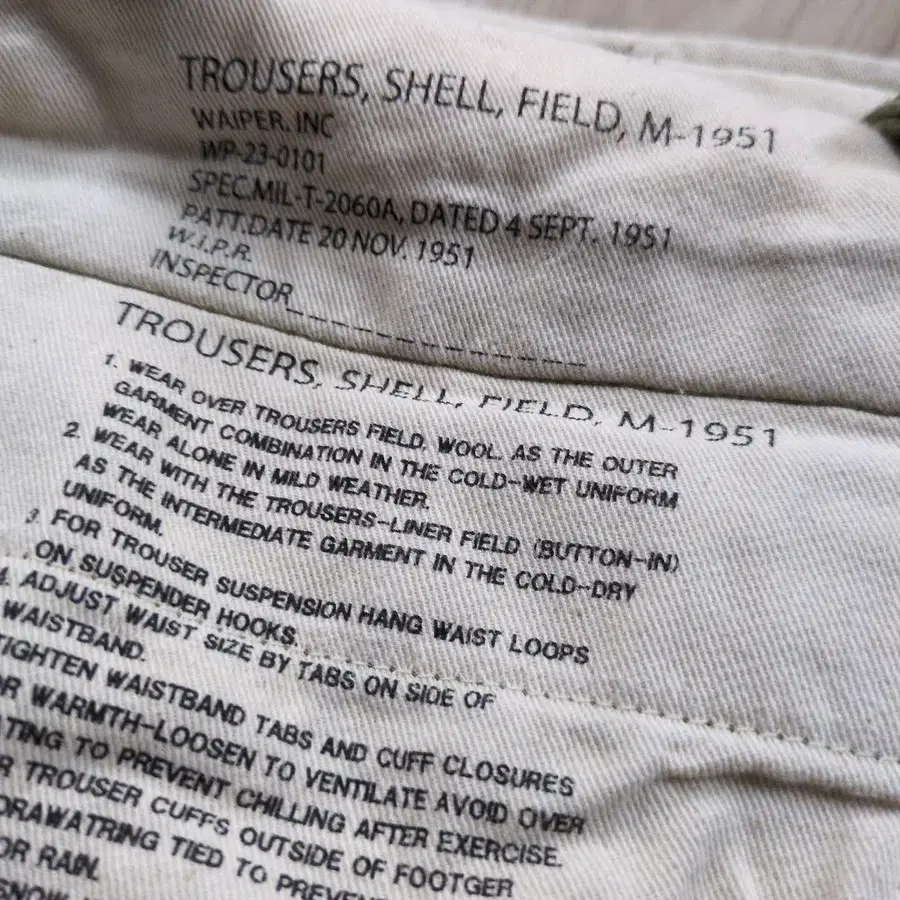 TROUSERS, SHELL, FIELD, M-1951
WAIPER. INC
WP-23-0101
SPEC.MIL-T-2060A, DATED 4 SEPT. 1951
PATT.DATE 20 NOV. 1951
W.I.P.R.
INSPECTOR_______________
TROUSERS, SHELL, FIELD, M-1951
1. WEAR OVER TROUSERS FIELD, WOOL. AS THE OUTER
GARMENT COMBINATION IN THE COLD-WET UNIFORM
WEAR ALONE IN MILD WEATHER.
2. WEAR WITH THE TROUSERS-LINER FIELD (BUTTON-IN)
AS THE INTERMEDIATE GARMENT IN THE COLD-DRY
UNIFORM.
3. FOR TROUSER SUSPENSION HANG WAIST LOOPS
ON SUSPENDER HOOKS.
4. ADJUST WAIST SIZE BY TABS ON SIDE OF
WAISTBAND.
TIGHTEN WAISTBAND TABS AND CUFF CLOSURES
OR WARMTH-LOOSEN TO VENTILATE AVOID OVER
ATING TO PREVENT CHILLING AFTER EXERCISE.
R TROUSER CUFFS OUTSIDE OF FOOTGER
DRAWATRING TIED TO PREVEN
OR RAIN.
SNOW